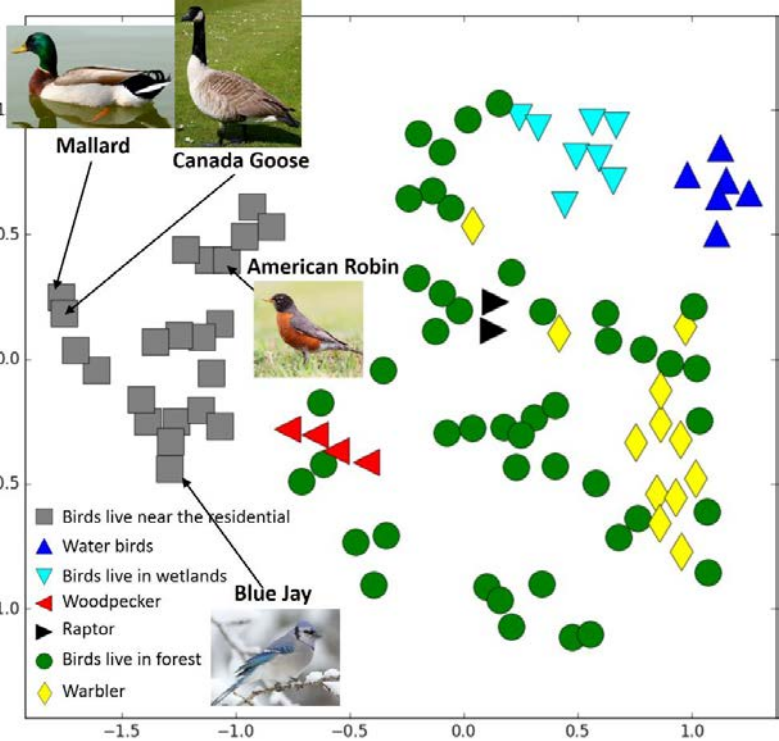 Mallard
Canada Goose
American Robin
Blue Jay
0.5
0.0
0.5
1.0
Birds live near the residential
Water birds
Birds live in wetlands
Woodpecker
Raptor
Birds live in forest
Warbler
−1.5 −1.0 −0.5 0.0 0.5 1.0